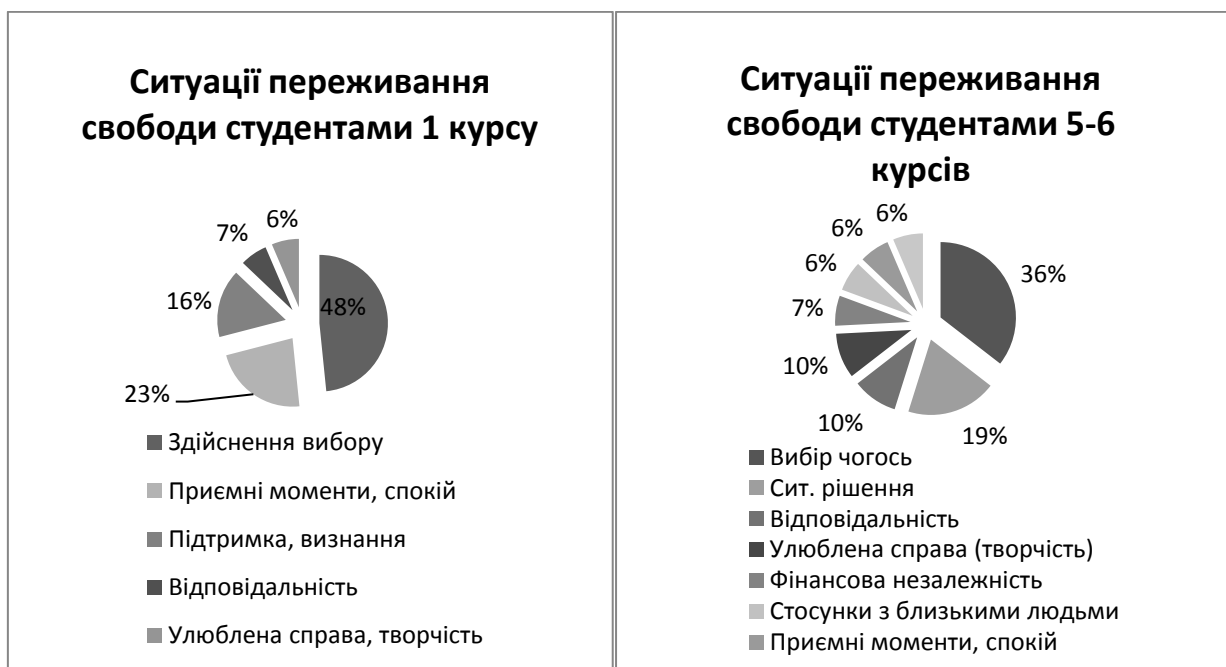 Ситуації переживання
свободи студентами 1 курсу
6%
7%
16%
48%
23%
Здійснення вибору
Приємні моменти, спокій
Підтримка, визнання
Відповідальність
Улюблена справа, творчість
Ситуації переживання
свободи студентами 5-6
курсів
6%
6%
6%
7%
10%
10%
19%
36%
Вибір чогось
Сит. рішення
Відповідальність
Улюблена справа (творчість)
Фінансова незалежність
Стосунки з близькими людьми
Приємні моменти, спокій